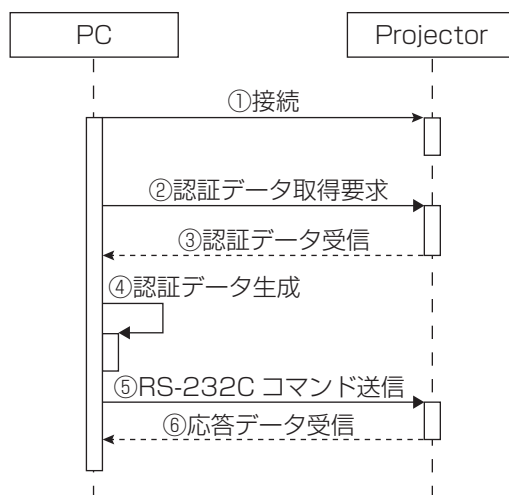 PC
Projector
①接続
②認証データ取得要求
③認証データ受信
④認証データ生成
⑤RS-232C コマンド送信
⑥応答データ受信